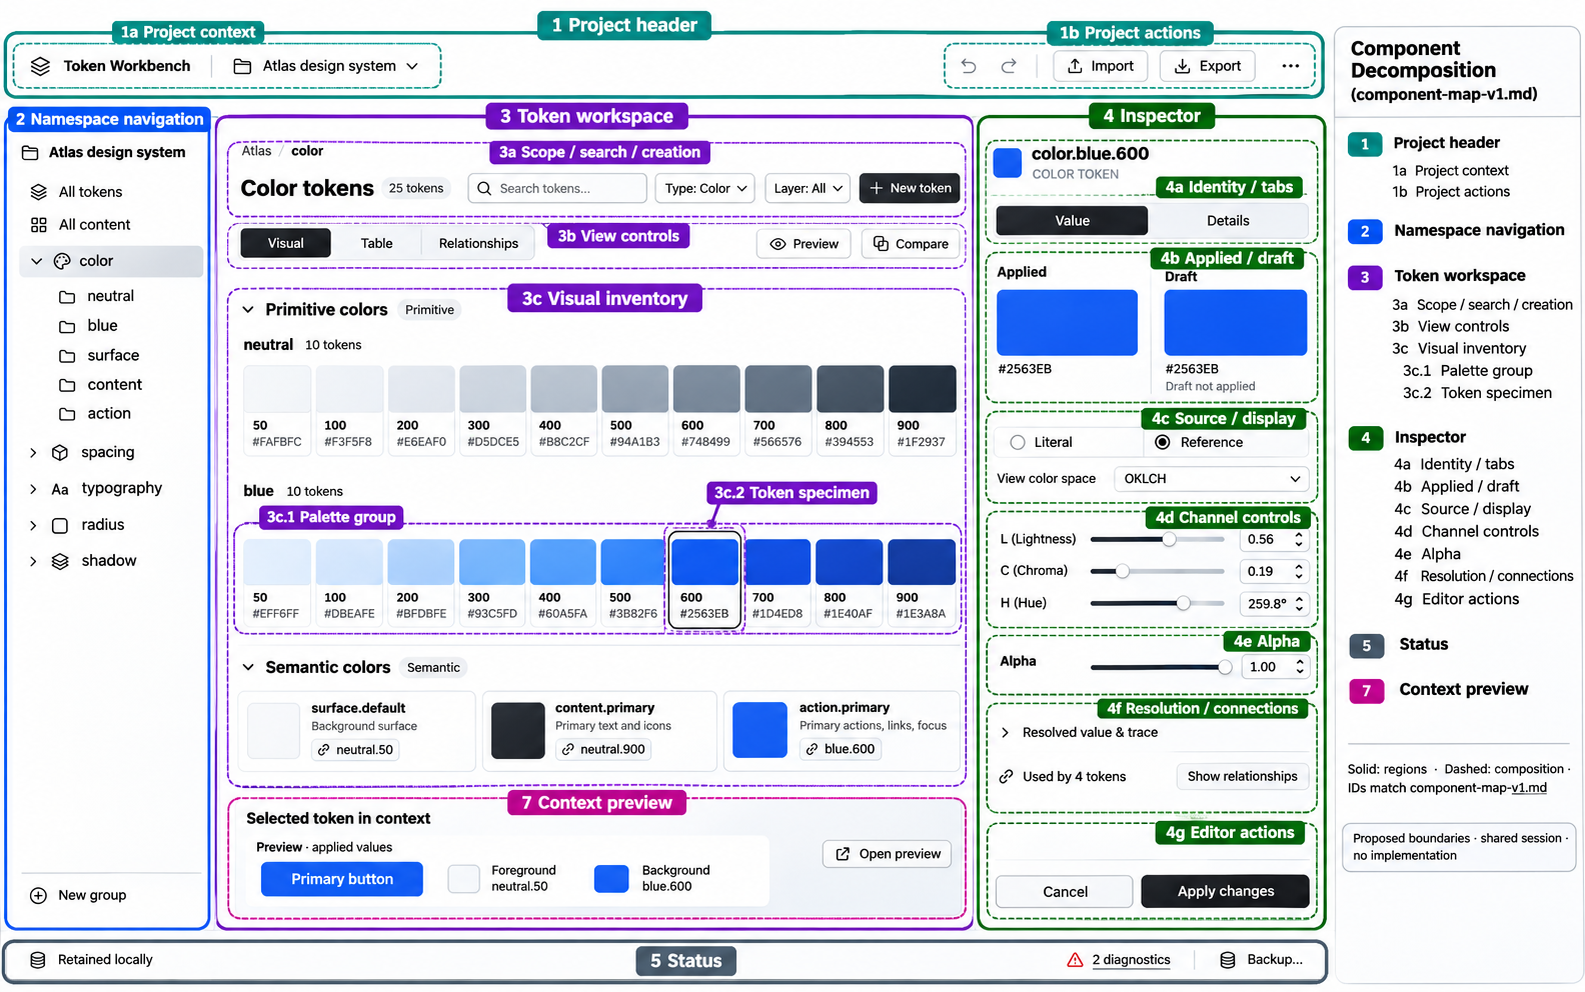 1 Project header
1a Project context
1b Project actions
Token Workbench
Atlas design system
Import
Export
2 Namespace navigation
Atlas design system
All tokens
All content
color
neutral
blue
surface
content
action
spacing
Aa typography
radius
shadow
New group
3 Token workspace
Atlas / color
3a Scope / search / creation
Color tokens
25 tokens
Search tokens...
Type: Color
Layer: All
New token
Visual
Table
Relationships
3b View controls
Preview
Compare
3c Visual inventory
Primitive colors
Primitive
neutral 10 tokens
50 100 200 300 400 500 600 700 800 900
#FAFBFC #F3F5F8 #E6EAF0 #D5DCE5 #B8C2CF #94A1B3 #748499 #566576 #394553 #1F2937
blue 10 tokens
3c.2 Token specimen
3c.1 Palette group
50 100 200 300 400 500 600 700 800 900
#EFF6FF #DBEAFE #BFDBFE #93C5FD #60A5FA #3B82F6 #2563EB #1D4ED8 #1E40AF #1E3A8A
Semantic colors
Semantic
surface.default
Background surface
neutral.50
content.primary
Primary text and icons
neutral.900
action.primary
Primary actions, links, focus
blue.600
7 Context preview
Selected token in context
Preview · applied values
Primary button
Foreground
neutral.50
Background
blue.600
Open preview
4 Inspector
color.blue.600
COLOR TOKEN
4a Identity / tabs
Value
Details
4b Applied / draft
Applied
Draft
#2563EB
#2563EB
Draft not applied
4c Source / display
Literal
Reference
View color space
OKLCH
4d Channel controls
L (Lightness)
0.56
C (Chroma)
0.19
H (Hue)
259.8°
4e Alpha
Alpha
1.00
4f Resolution / connections
Resolved value & trace
Used by 4 tokens
Show relationships
4g Editor actions
Cancel
Apply changes
Retained locally
5 Status
2 diagnostics
Backup...
Component
Decomposition
(component-map-v1.md)
1 Project header
1a Project context
1b Project actions
2 Namespace navigation
3 Token workspace
3a Scope / search / creation
3b View controls
3c Visual inventory
3c.1 Palette group
3c.2 Token specimen
4 Inspector
4a Identity / tabs
4b Applied / draft
4c Source / display
4d Channel controls
4e Alpha
4f Resolution / connections
4g Editor actions
5 Status
7 Context preview
Solid: regions · Dashed: composition ·
IDs match component-map-v1.md
Proposed boundaries · shared session ·
no implementation